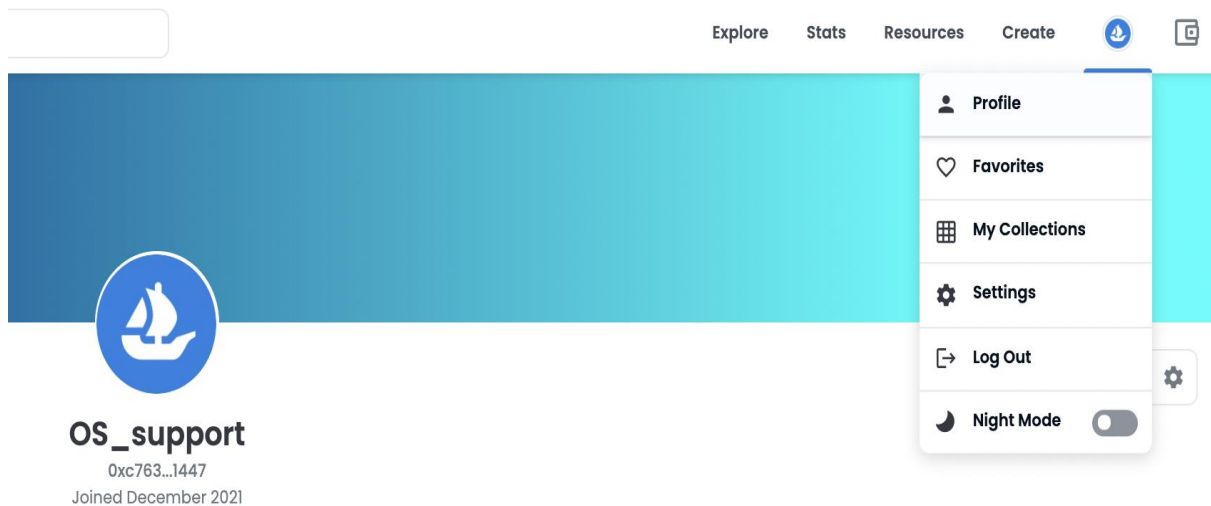 Explore Stats Resources Create
Profile
Favorites
My Collections
Settings
Log Out
Night Mode
OS_support
0xc763...1447
Joined December 2021